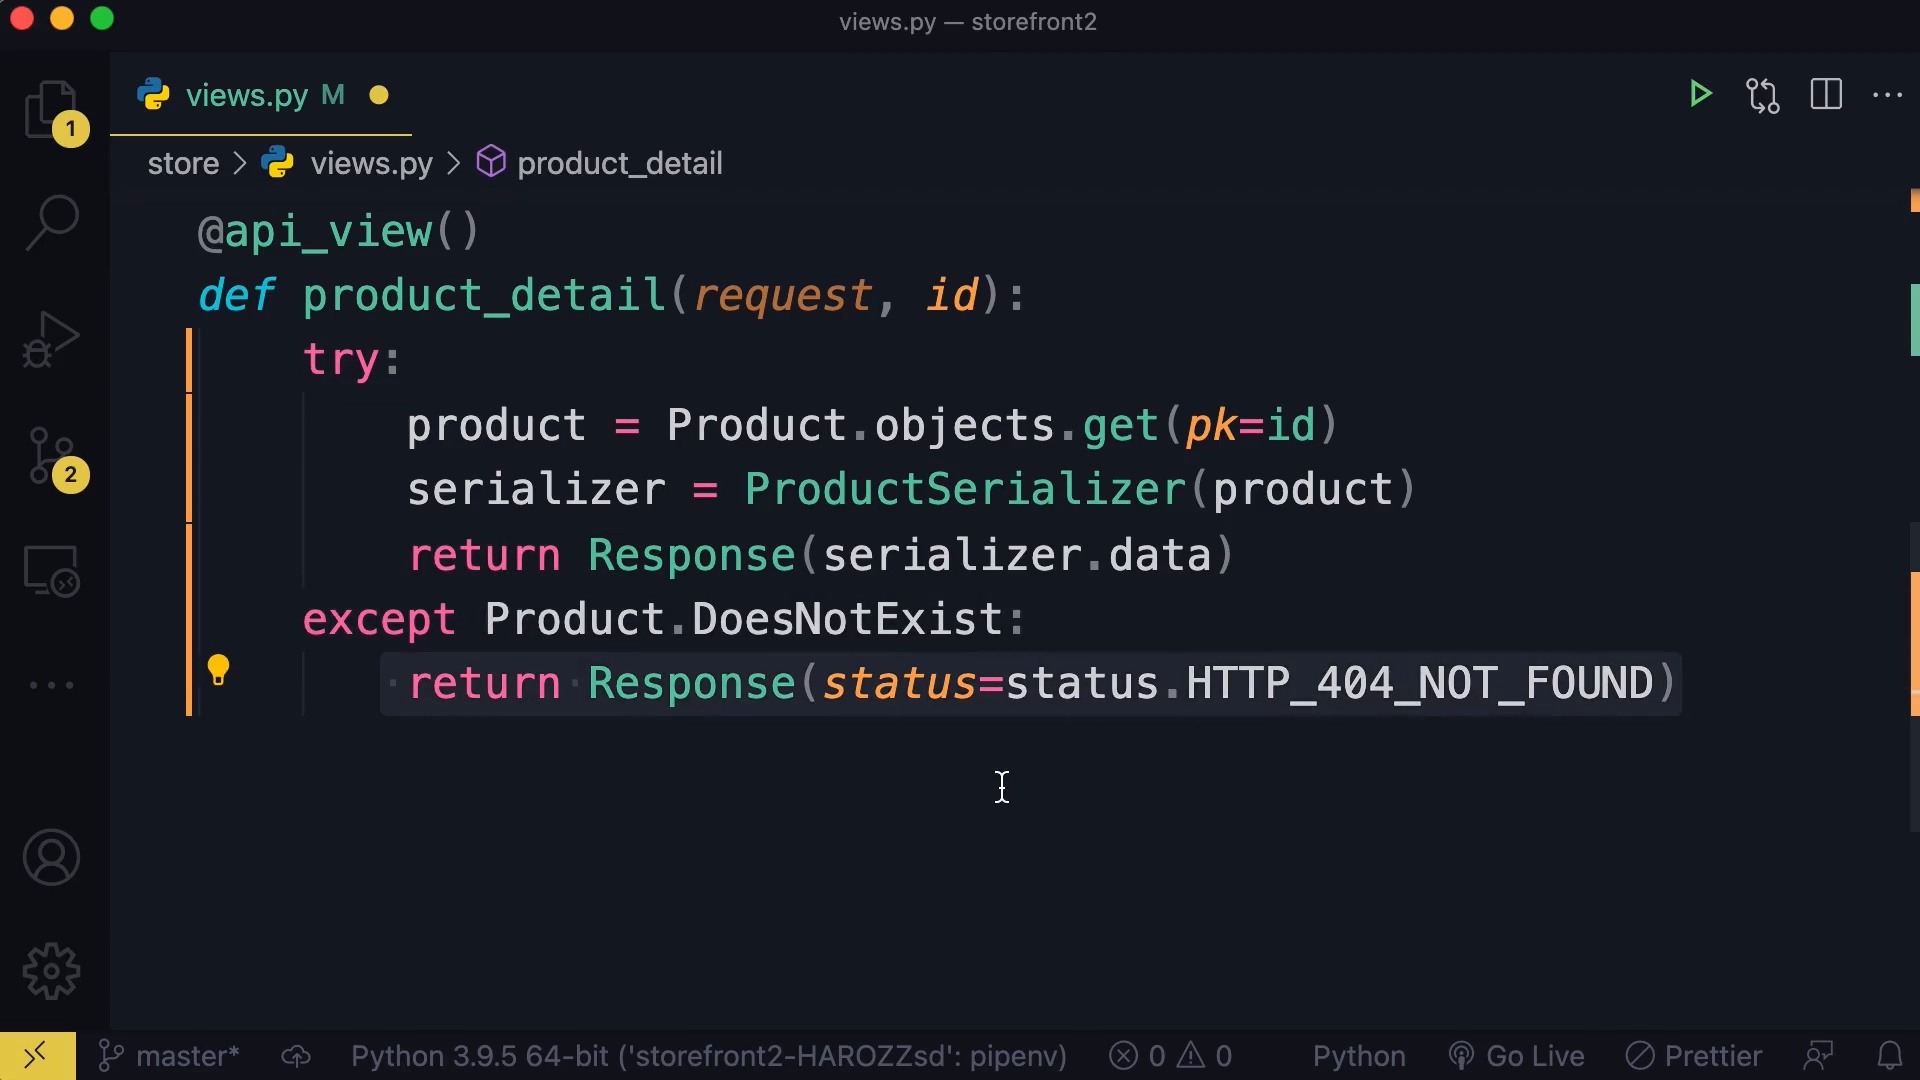 views.py — storefront2
views.py M
store > views.py > product_detail
1
@api_view()
def product_detail(request, id):
try:
product = Product.objects.get(pk=id)
serializer = ProductSerializer(product)
return Response(serializer.data)
except Product.DoesNotExist:
return Response(status=status.HTTP_404_NOT_FOUND)
2
master* Python 3.9.5 64-bit ('storefront2-HAROZZsd': pipenv) 0 0 Python Go Live Prettier